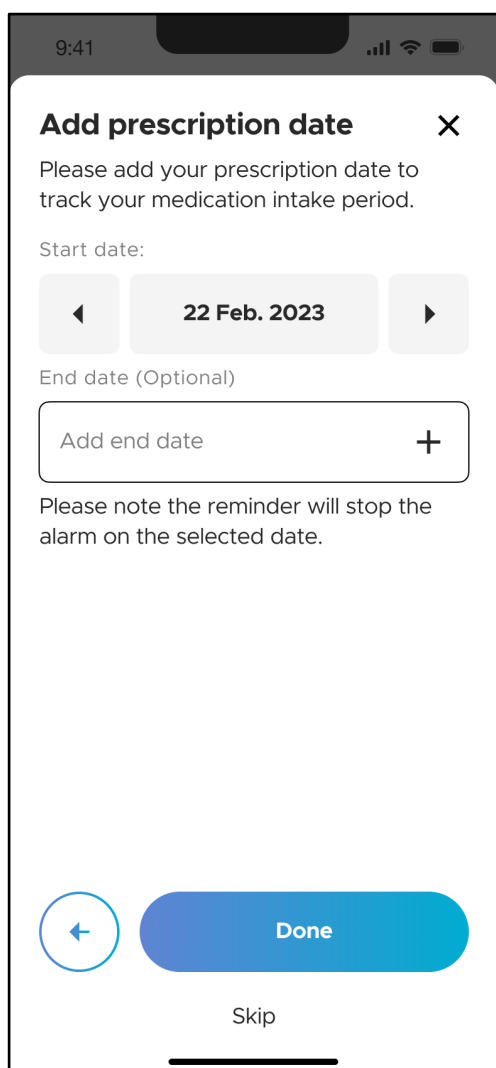 9:41
Add prescription date
Please add your prescription date to
track your medication intake period.
Start date:
22 Feb. 2023
End date (Optional)
Add end date
Please note the reminder will stop the
alarm on the selected date.
Done
Skip